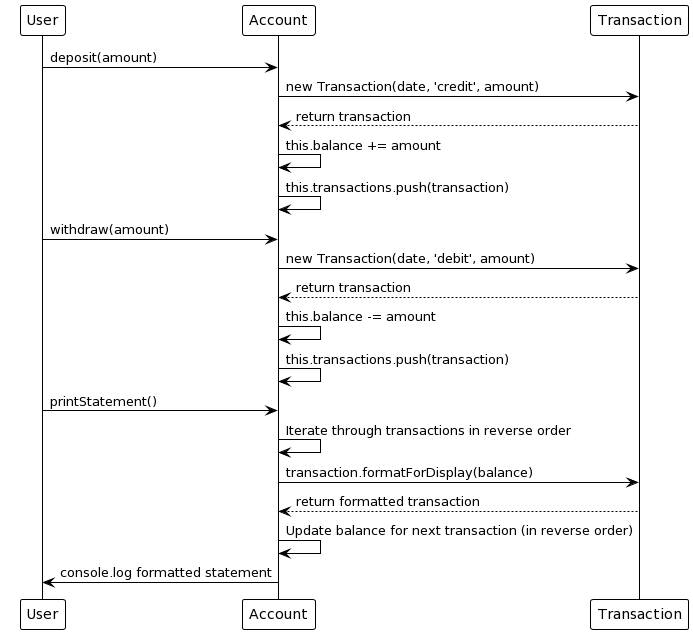 User
Account
Transaction
deposit(amount)
new Transaction(date, 'credit', amount)
return transaction
this.balance += amount
this.transactions.push(transaction)
withdraw(amount)
new Transaction(date, 'debit', amount)
return transaction
this.balance -= amount
this.transactions.push(transaction)
printStatement()
Iterate through transactions in reverse order
transaction.formatForDisplay(balance)
return formatted transaction
Update balance for next transaction (in reverse order)
console.log formatted statement
User
Account
Transaction